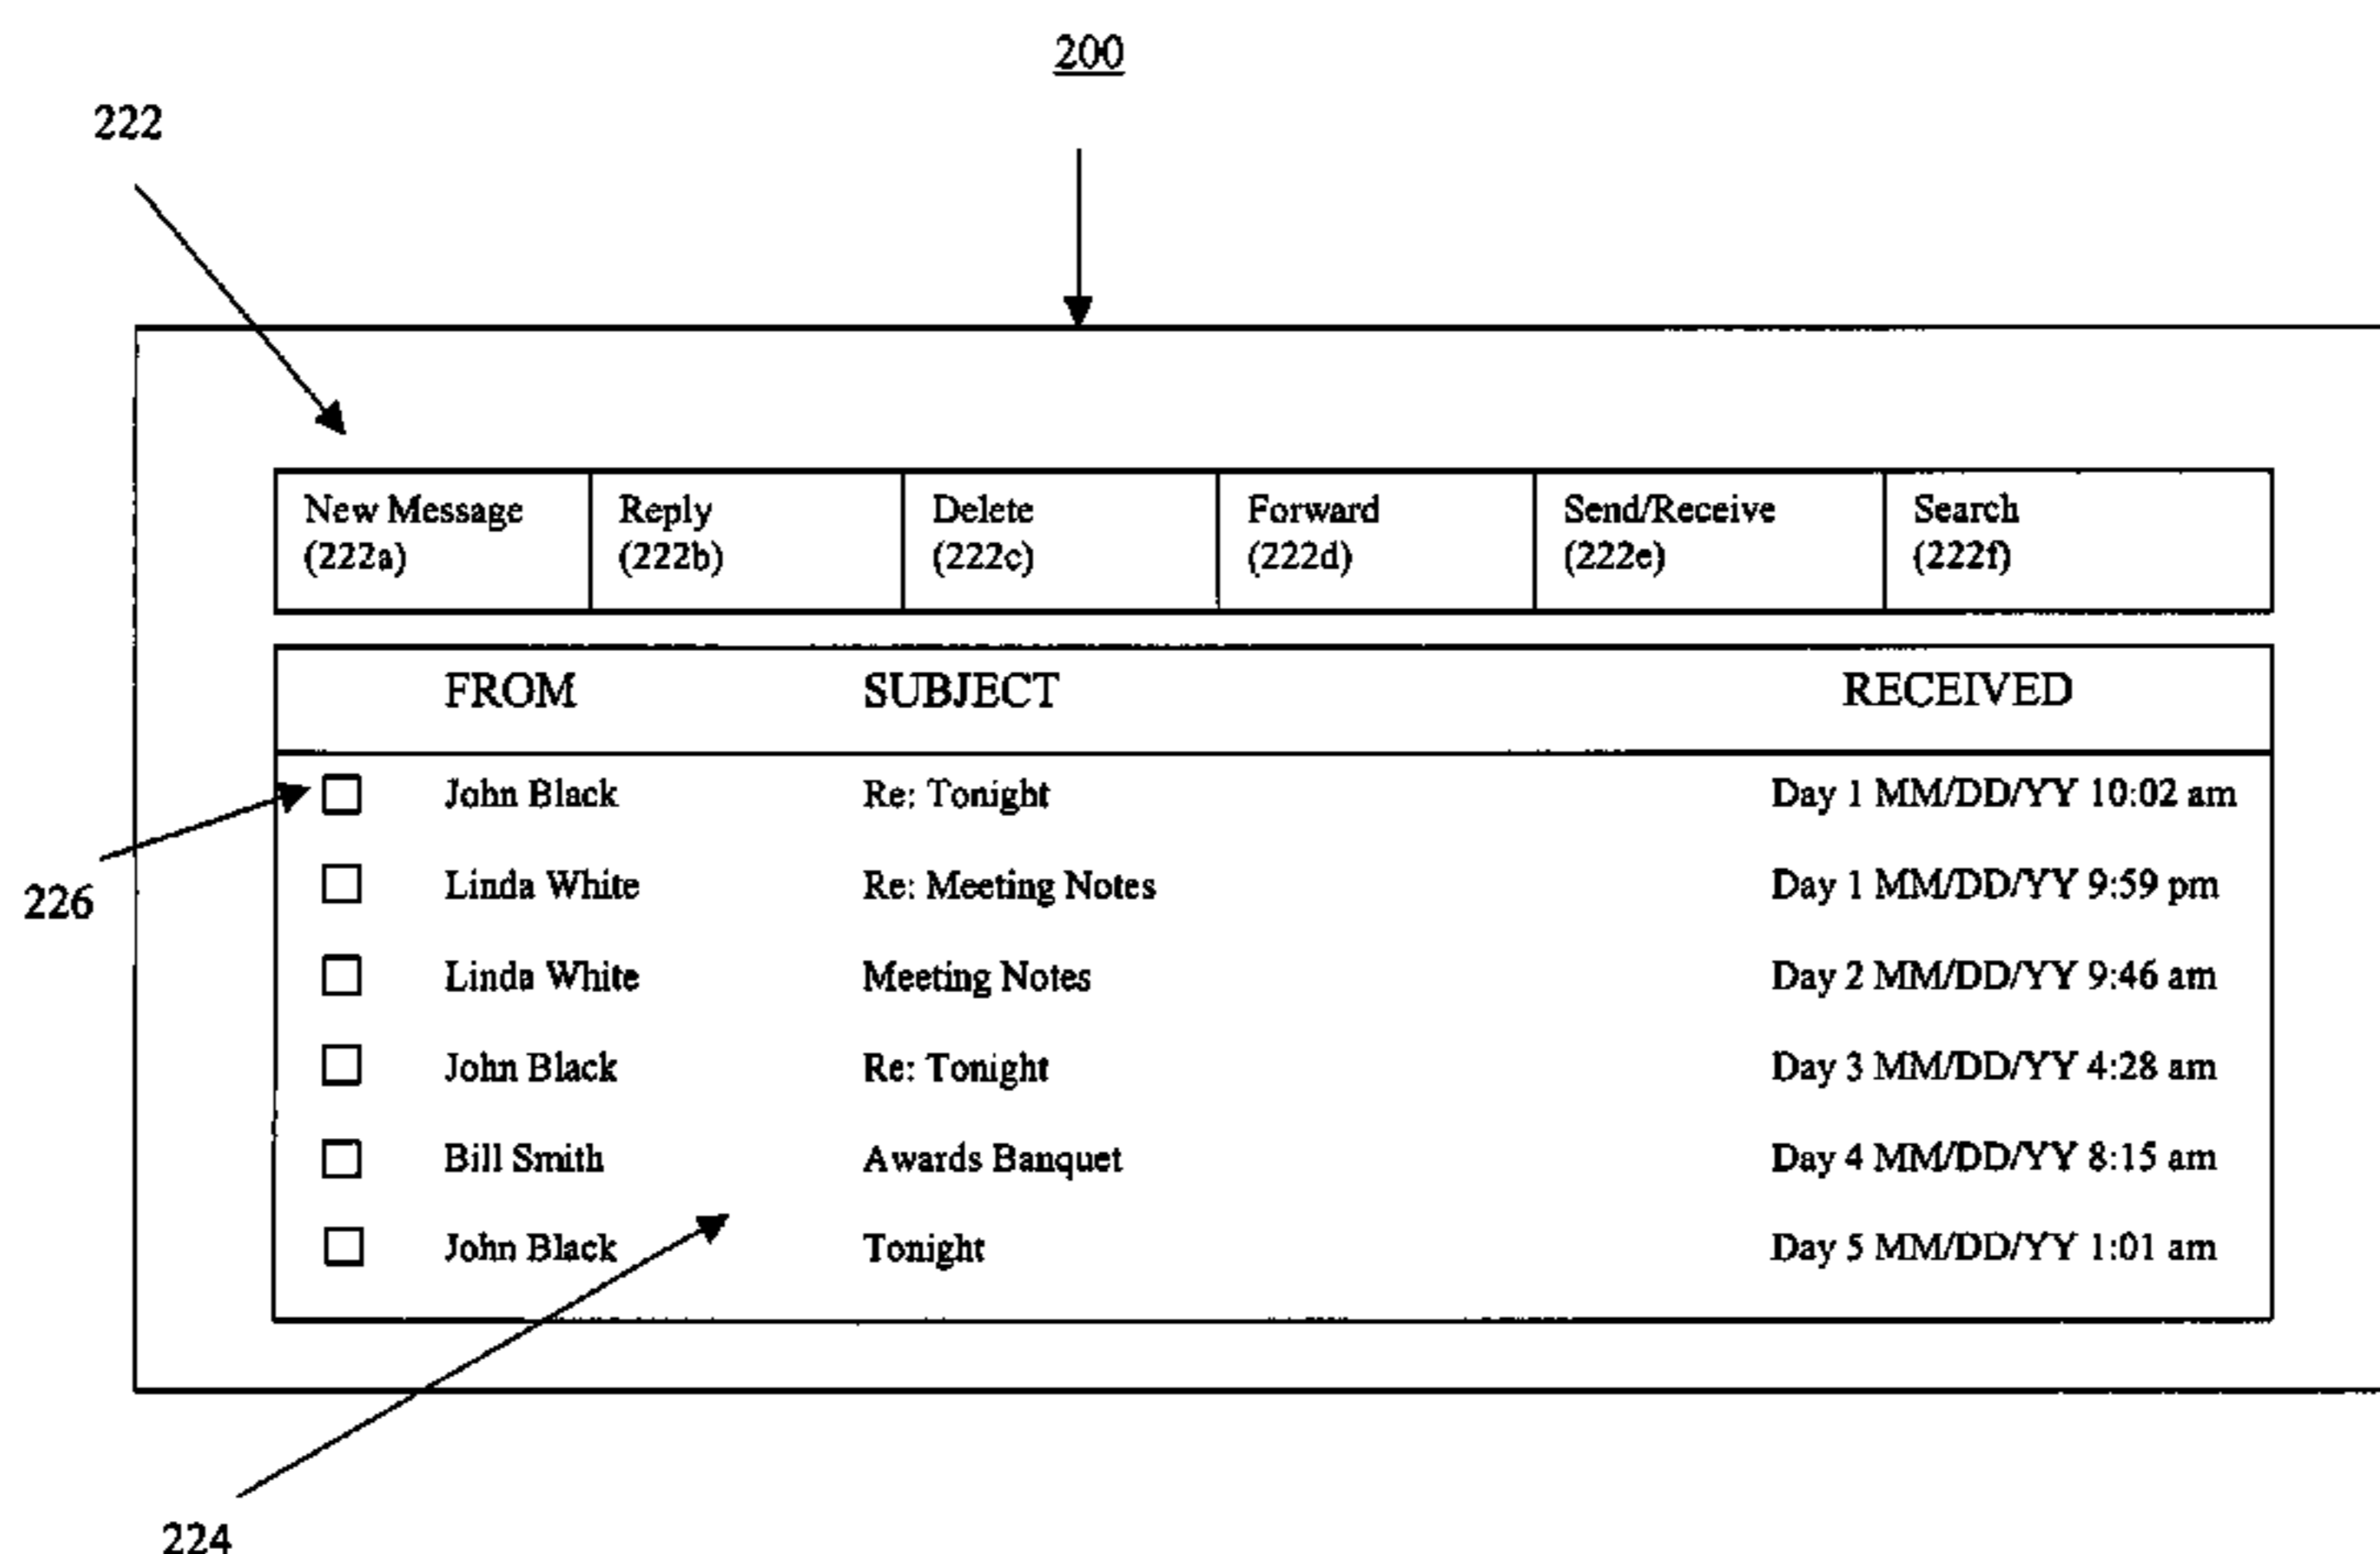 200
222
New Message Reply Delete Forward Send/Receive Search
(222a) (222b) (222c) (222d) (222e) (222f)
FROM SUBJECT RECEIVED
John Black Re: Tonight Day 1 MM/DD/YY 10:02 am
Linda White Re: Meeting Notes Day 1 MM/DD/YY 9:59 pm
226
Linda White Meeting Notes Day 2 MM/DD/YY 9:46 am
John Black Re: Tonight Day 3 MM/DD/YY 4:28 am
Bill Smith Awards Banquet Day 4 MM/DD/YY 8:15 am
John Black Tonight Day 5 MM/DD/YY 1:01 am
224